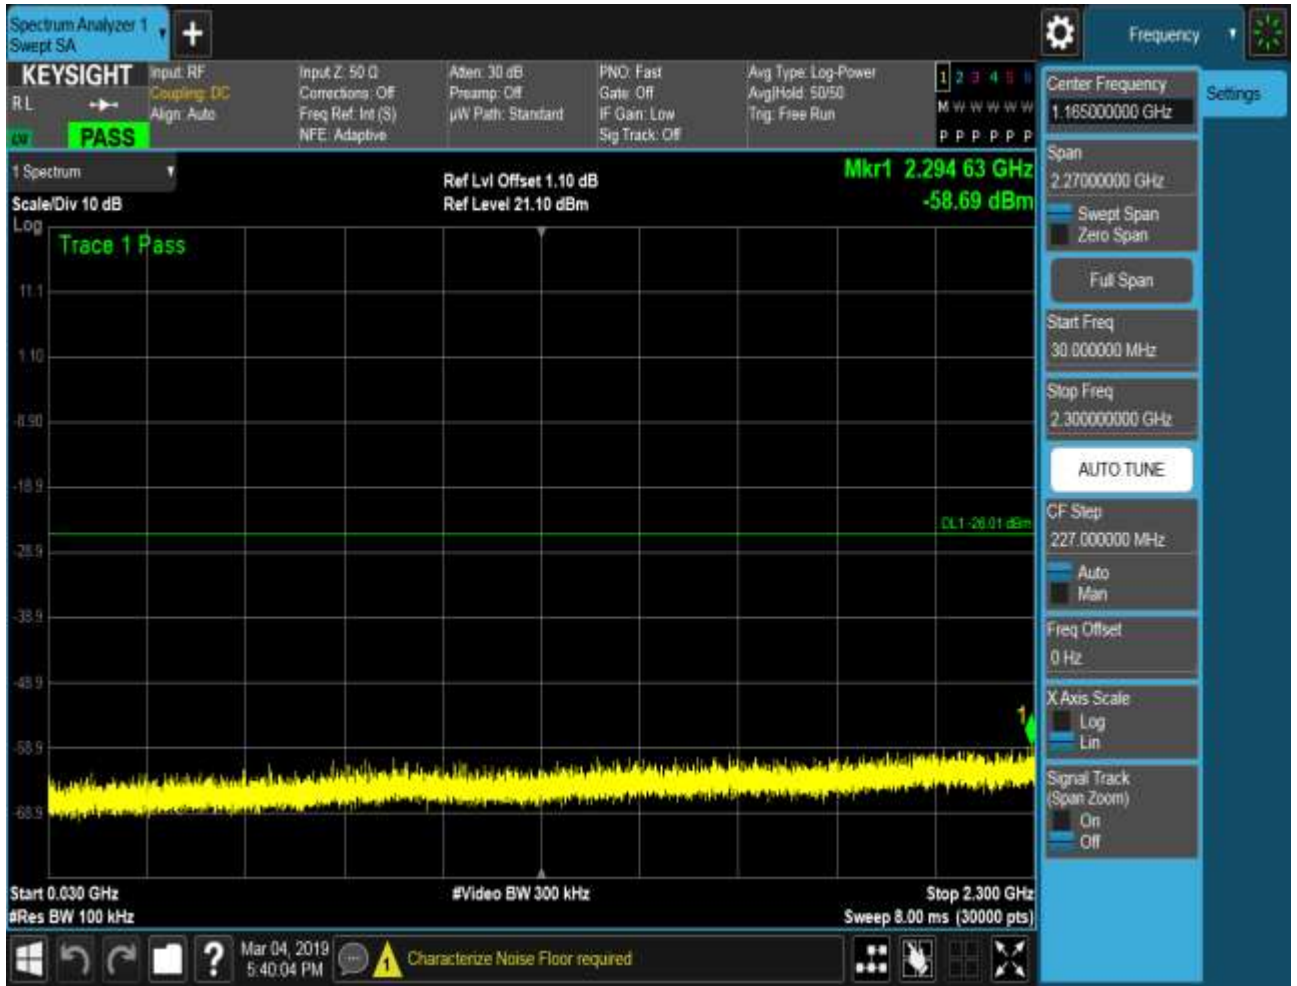 Spectrum Analyzer 1
Swept SA
Frequency
KEYSIGHT
R L
PASS
Input: RF
Coupling: DC
Align: Auto
Input Z: 50 Ω
Corrections: Off
Freq Ref: Int (S)
NFE: Adaptive
Atten: 30 dB
Preamp: Off
µW Path: Standard
PNO: Fast
Gate: Off
IF Gain: Low
Sig Track: Off
Avg Type: Log-Power
Avg|Hold: 50/50
Trig: Free Run
1 2 3 4 5 6
M W W W W W
P P P P P P
1 Spectrum
Scale/Div 10 dB
Log
Ref Lvl Offset 1.10 dB
Ref Level 21.10 dBm
Mkr1 2.294 63 GHz
-58.69 dBm
Trace 1 Pass
11.1
1.10
-8.90
-18.9
-28.9
-38.9
-48.9
-58.9
-68.9
DL1 -26.01 dBm
1
Start 0.030 GHz
#Res BW 100 kHz
#Video BW 300 kHz
Stop 2.300 GHz
Sweep 8.00 ms (30000 pts)
Center Frequency
1.165000000 GHz
Settings
Span
2.27000000 GHz
Swept Span
Zero Span
Full Span
Start Freq
30.000000 MHz
Stop Freq
2.300000000 GHz
AUTO TUNE
CF Step
227.000000 MHz
Auto
Man
Freq Offset
0 Hz
X Axis Scale
Log
Lin
Signal Track
(Span Zoom)
On
Off
?
Mar 04, 2019
5:40:04 PM
1
Characterize Noise Floor required